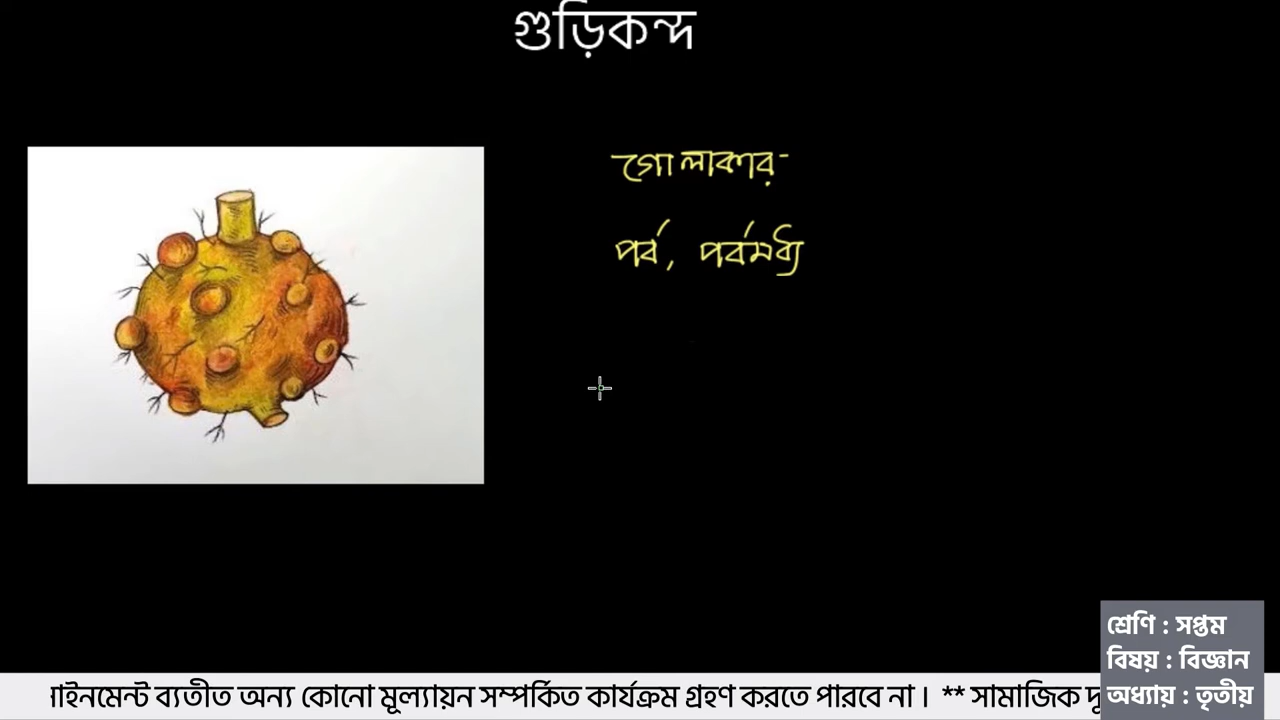 গুড়িকন্দ
গোলাকার
পর্ব, পর্বমধ্য
শ্রেণি : সপ্তম
বিষয় : বিজ্ঞান
অধ্যায় : তৃতীয়
াইনমেন্ট ব্যতীত অন্য কোনো মূল্যায়ন সম্পর্কিত কার্যক্রম গ্রহণ করতে পারবে না। ** সামাজিক দূ